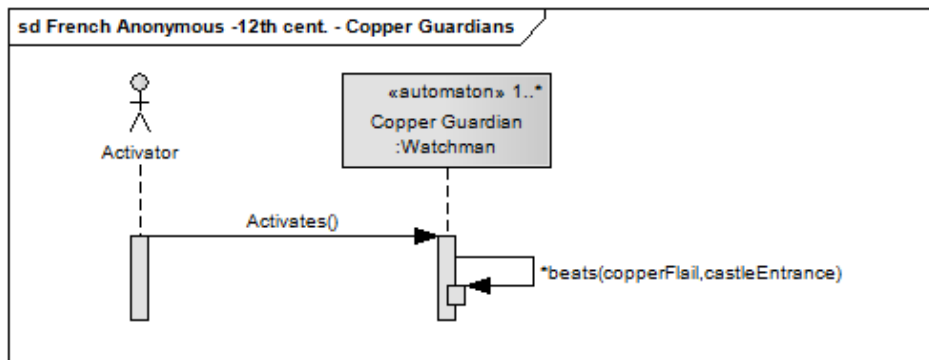 sd French Anonymous -12th cent. - Copper Guardians
«automaton» 1..*
Copper Guardian
:Watchman
Activator
Activates()
*beats(copperFlail,castleEntrance)